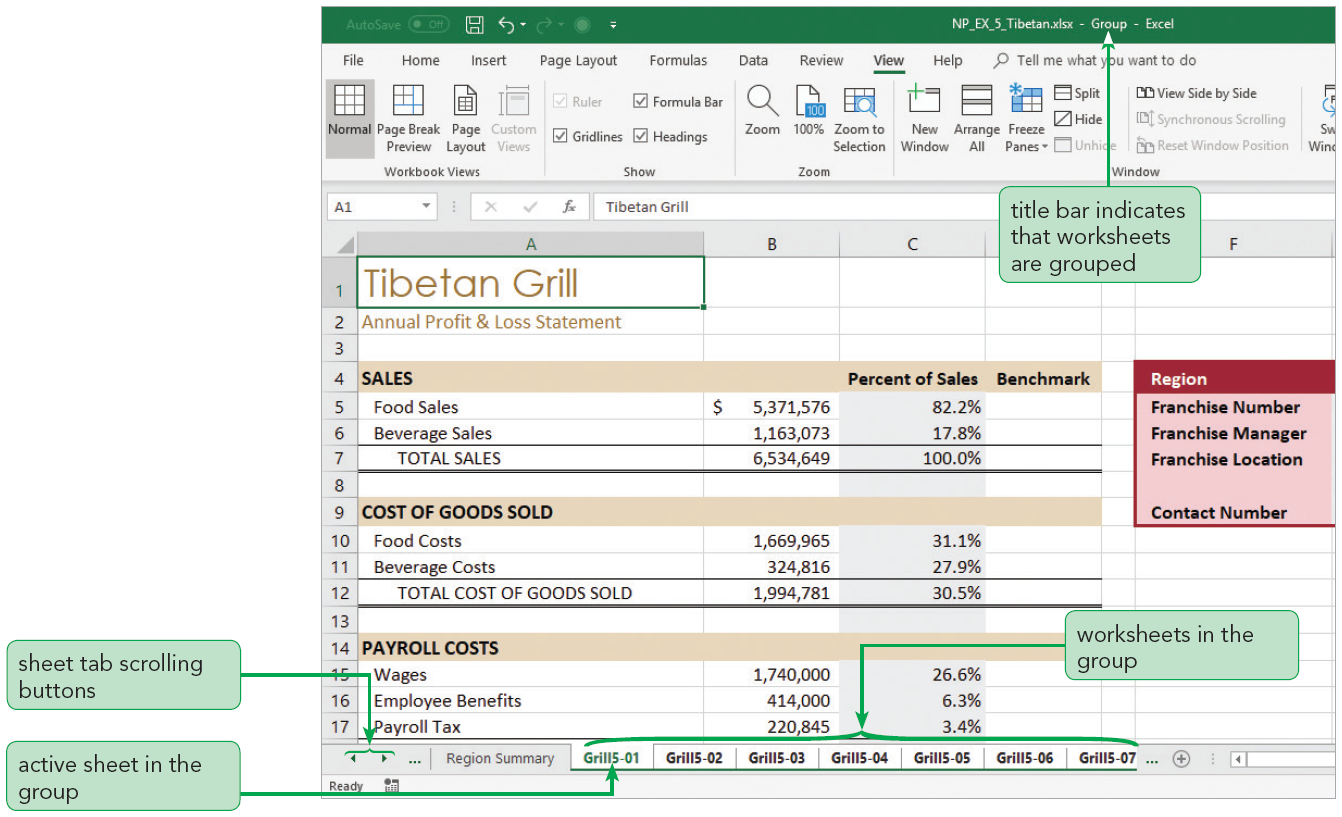 AutoSave Off NP_EX_5_Tibetan.xlsx - Group - Excel
File Home Insert Page Layout Formulas Data Review View Help Tell me what you want to do
Normal Page Break Preview Page Layout Custom Views
Workbook Views
Ruler Formula Bar
Gridlines Headings
Show
Zoom 100% Zoom to Selection
100
Zoom
New Window Arrange All Freeze Panes
Split
Hide
Unhide
View Side by Side
Synchronous Scrolling
Reset Window Position
Sw
Wind
Window
A1 fx Tibetan Grill
title bar indicates
that worksheets
are grouped
A B C F
1 Tibetan Grill
2 Annual Profit & Loss Statement
3
4 SALES Percent of Sales Benchmark Region
5 Food Sales $ 5,371,576 82.2% Franchise Number
6 Beverage Sales 1,163,073 17.8% Franchise Manager
7 TOTAL SALES 6,534,649 100.0% Franchise Location
8
9 COST OF GOODS SOLD Contact Number
10 Food Costs 1,669,965 31.1%
11 Beverage Costs 324,816 27.9%
12 TOTAL COST OF GOODS SOLD 1,994,781 30.5%
13
14 PAYROLL COSTS
15 Wages 1,740,000 26.6%
16 Employee Benefits 414,000 6.3%
17 Payroll Tax 220,845 3.4%
worksheets in the
group
sheet tab scrolling
buttons
... Region Summary Grill5-01 Grill5-02 Grill5-03 Grill5-04 Grill5-05 Grill5-06 Grill5-07 ...
active sheet in the
group
Ready